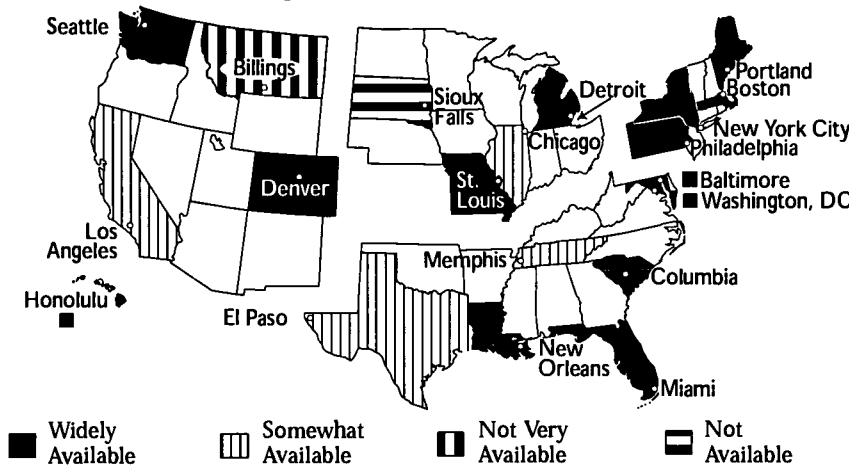 Seattle
Billings
Sioux
Falls
Detroit
Portland
Boston
Chicago
New York City
Philadelphia
Denver
St.
Louis
Baltimore
Washington, DC
Los
Angeles
Memphis
Columbia
Honolulu
El Paso
New
Orleans
Miami
Widely
Available
Somewhat
Available
Not Very
Available
Not
Available